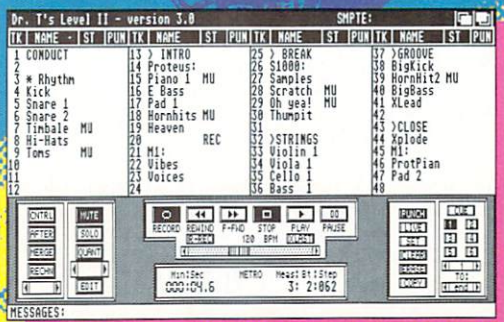 Dr. T's Level II - version 3.0 SMPTE:
TK NAME · ST PUN TK NAME ST PUN TK NAME ST PUN TK NAME ST PUN
1 CONDUCT 13 > INTRO 25 > BREAK 37 >GROOVE
2 14 Proteus: 26 S1000: 38 BigKick
3 * Rhythm 15 Piano 1 MU 27 Samples 39 HornHit2 MU
4 Kick 16 E Bass 28 Scratch MU 40 BigBass
5 Snare 1 17 Pad 1 29 Oh yea! MU 41 XLead
6 Snare 2 18 Hornhits MU 30 Thumpit 42
7 Timbale MU 19 Heaven 31 43 >CLOSE
8 Hi-Hats 20 REC 32 >STRINGS 44 Xplode
9 Toms MU 21 M1: 33 Violin 1 45 M1:
10 22 Vibes 34 Viola 1 46 ProtPian
11 23 Voices 35 Cello 1 47 Pad 2
12 24 36 Bass 1 48
CNTRL MUTE PUNCH CUE
AFTER SOLO RECORD REWIND F-FWD STOP PLAY PAUSE
MERGE QUANT 120 BPM SET
RECHN CLEAR
EDIT Min:Sec METRO Meas:Bt:Step TO:
000:04.6 3: 2:062 COPY end
MESSAGES: